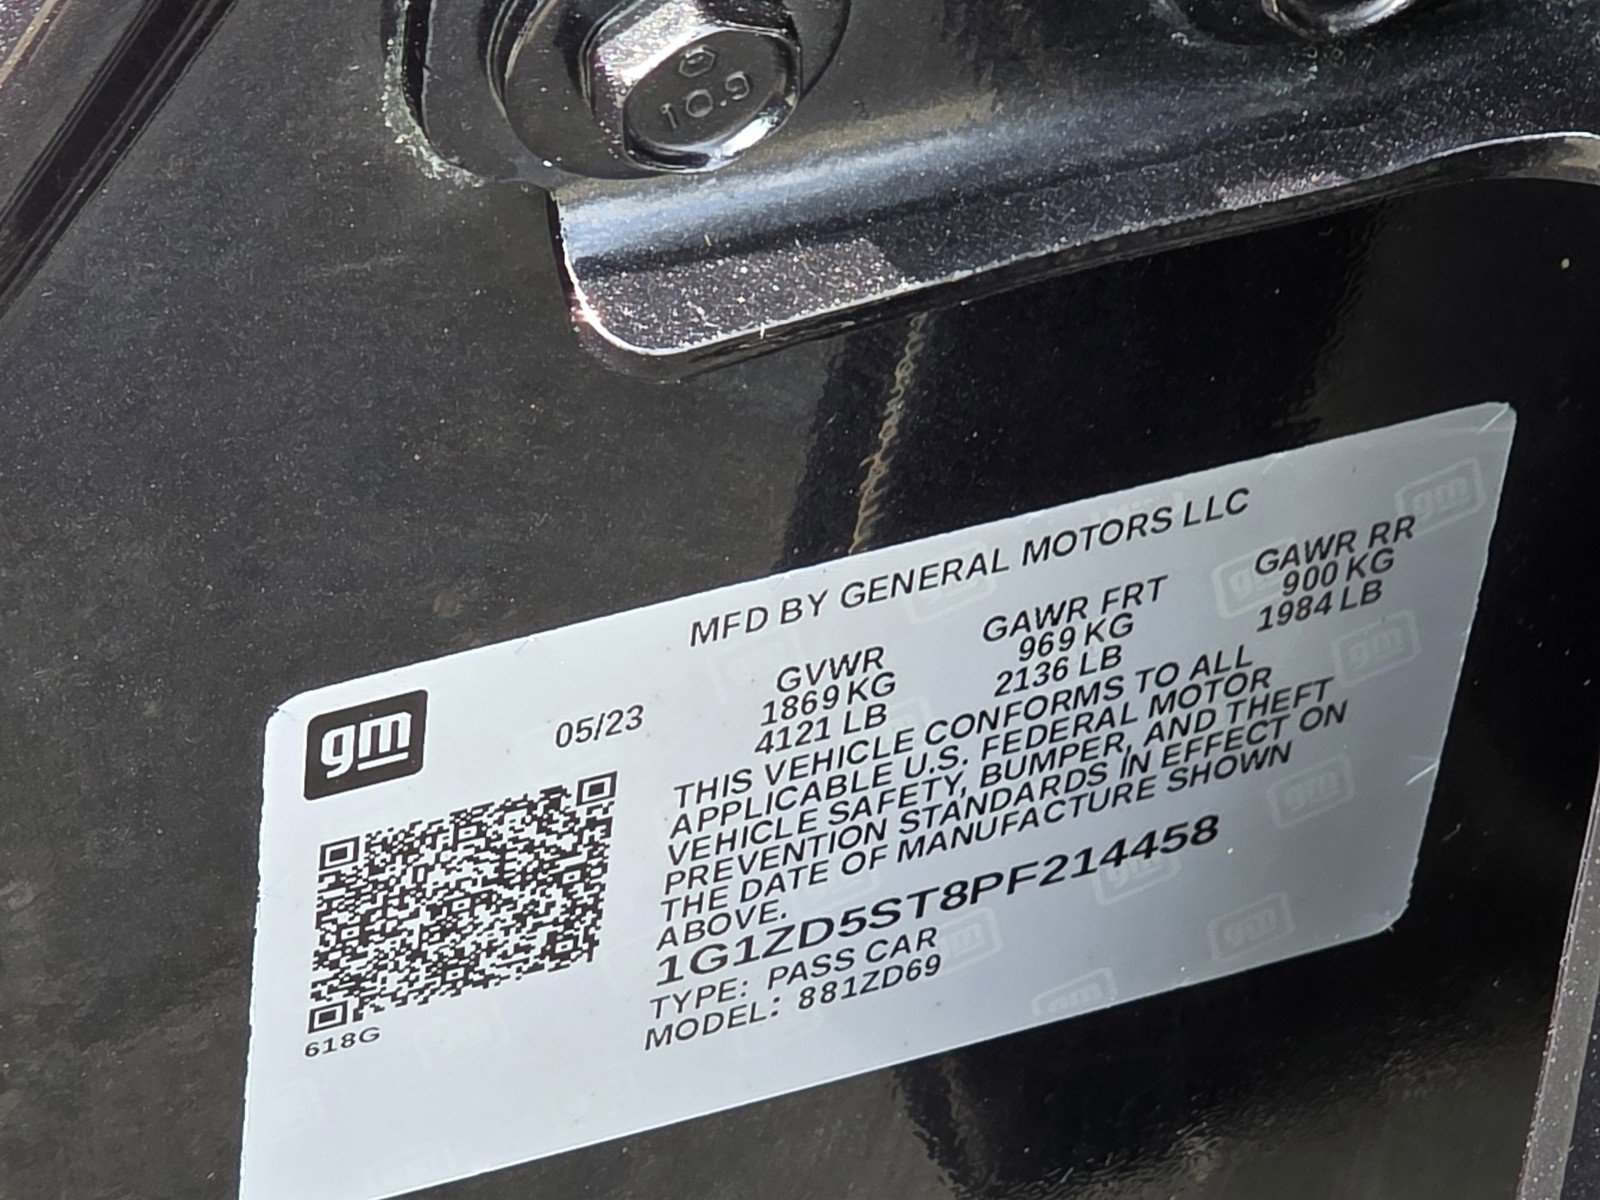 10.9
MFD BY GENERAL MOTORS LLC
gm
05/23
GVWR
1869 KG
4121 LB
GAWR FRT
969 KG
2136 LB
GAWR RR
900 KG
1984 LB
THIS VEHICLE CONFORMS TO ALL
APPLICABLE U.S. FEDERAL MOTOR
VEHICLE SAFETY, BUMPER, AND THEFT
PREVENTION STANDARDS IN EFFECT ON
THE DATE OF MANUFACTURE SHOWN
ABOVE.
1G1ZD5ST8PF214458
TYPE: PASS CAR
MODEL: 881ZD69
618G